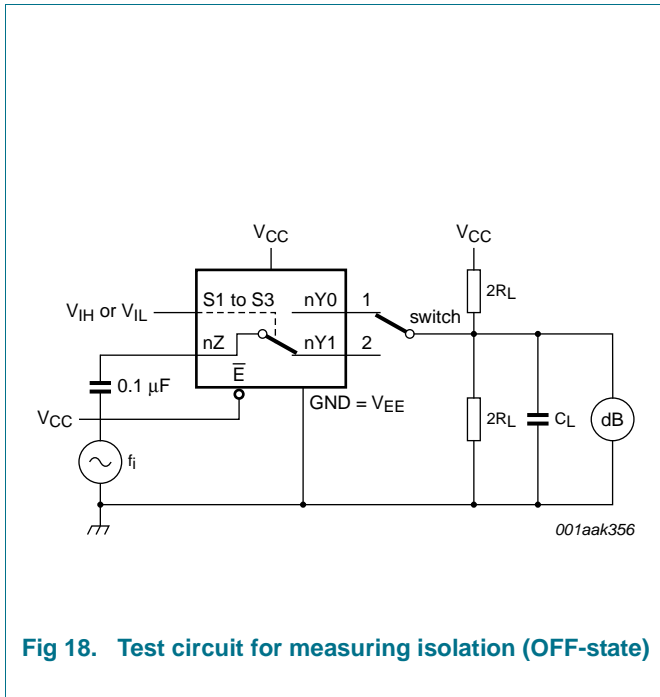 VCC VCC
2RL
VIH or VIL S1 to S3 nY0 1 switch
nZ nY1 2
E̅
0.1 μF
VCC GND = VEE
2RL CL dB
fi
001aak356
Fig 18. Test circuit for measuring isolation (OFF-state)